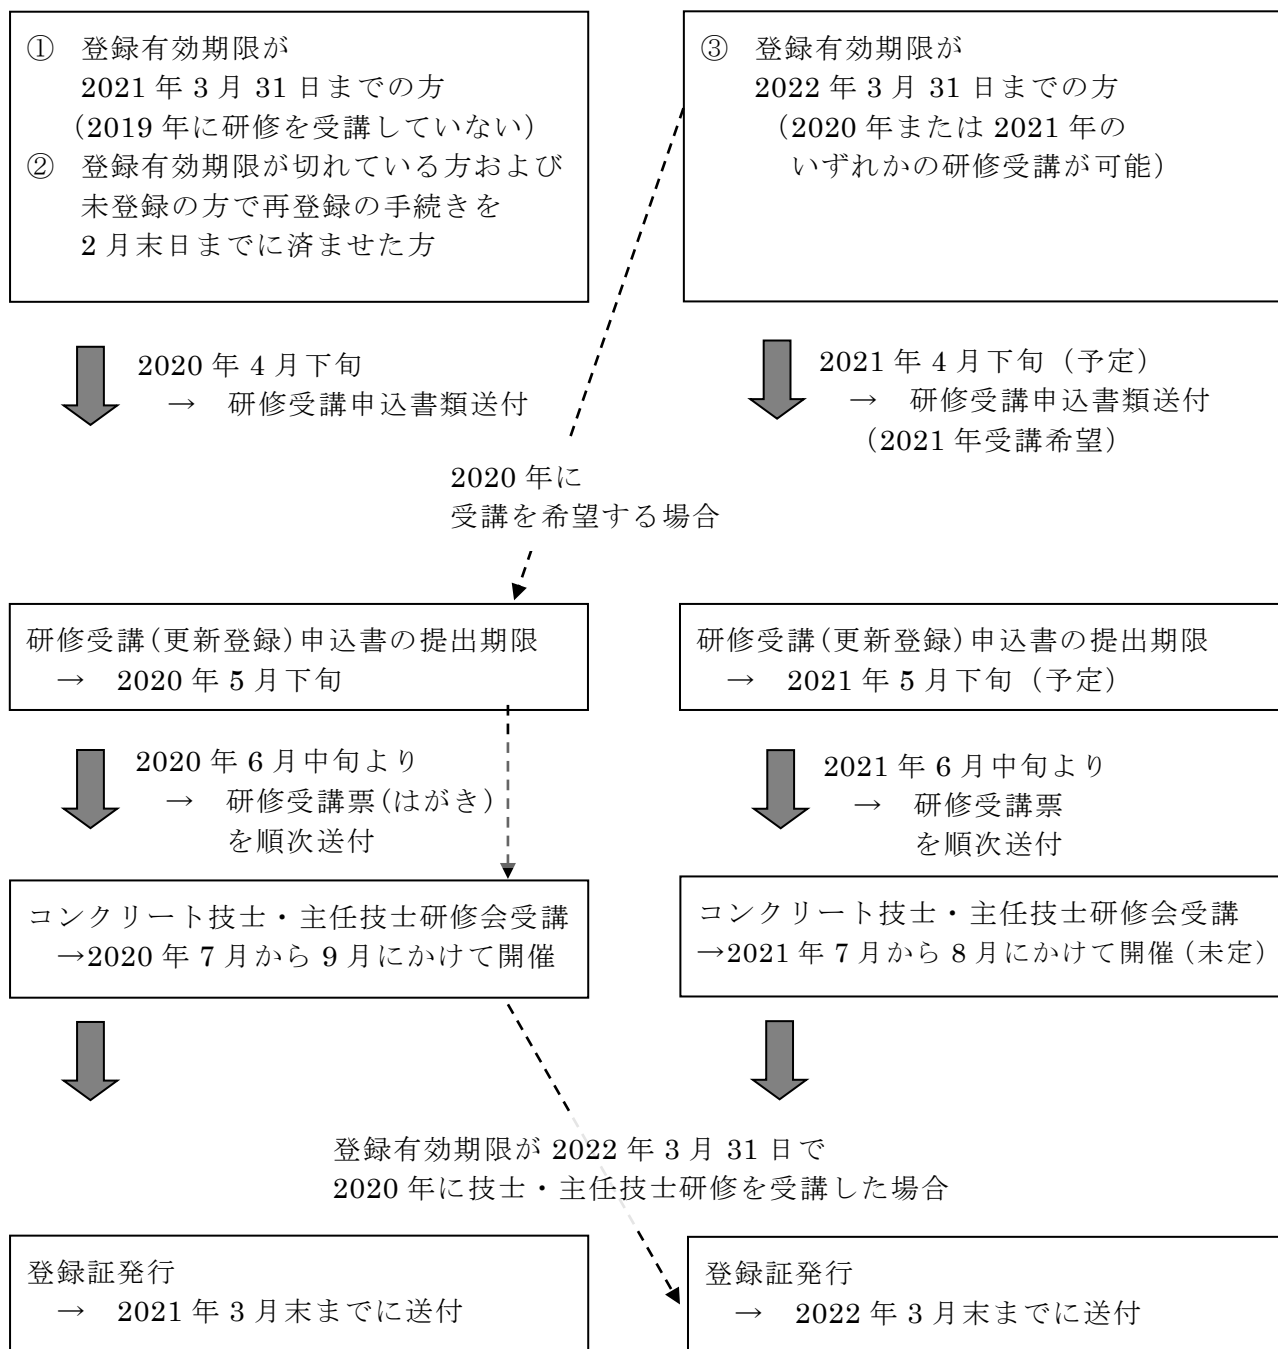 ① 登録有効期限が
2021 年 3 月 31 日までの方
（2019 年に研修を受講していない）
② 登録有効期限が切れている方および
未登録の方で再登録の手続きを
2 月末日までに済ませた方
③ 登録有効期限が
2022 年 3 月 31 日までの方
（2020 年または 2021 年の
いずれかの研修受講が可能）
2020 年 4 月下旬
→ 研修受講申込書類送付
2021 年 4 月下旬（予定）
→ 研修受講申込書類送付
（2021 年受講希望）
2020 年に
受講を希望する場合
研修受講(更新登録)申込書の提出期限
→ 2020 年 5 月下旬
研修受講(更新登録)申込書の提出期限
→ 2021 年 5 月下旬（予定）
2020 年 6 月中旬より
→ 研修受講票(はがき)
を順次送付
2021 年 6 月中旬より
→ 研修受講票
を順次送付
コンクリート技士・主任技士研修会受講
→2020 年 7 月から 9 月にかけて開催
コンクリート技士・主任技士研修会受講
→2021 年 7 月から 8 月にかけて開催（未定）
登録有効期限が 2022 年 3 月 31 日で
2020 年に技士・主任技士研修を受講した場合
登録証発行
→ 2021 年 3 月末までに送付
登録証発行
→ 2022 年 3 月末までに送付